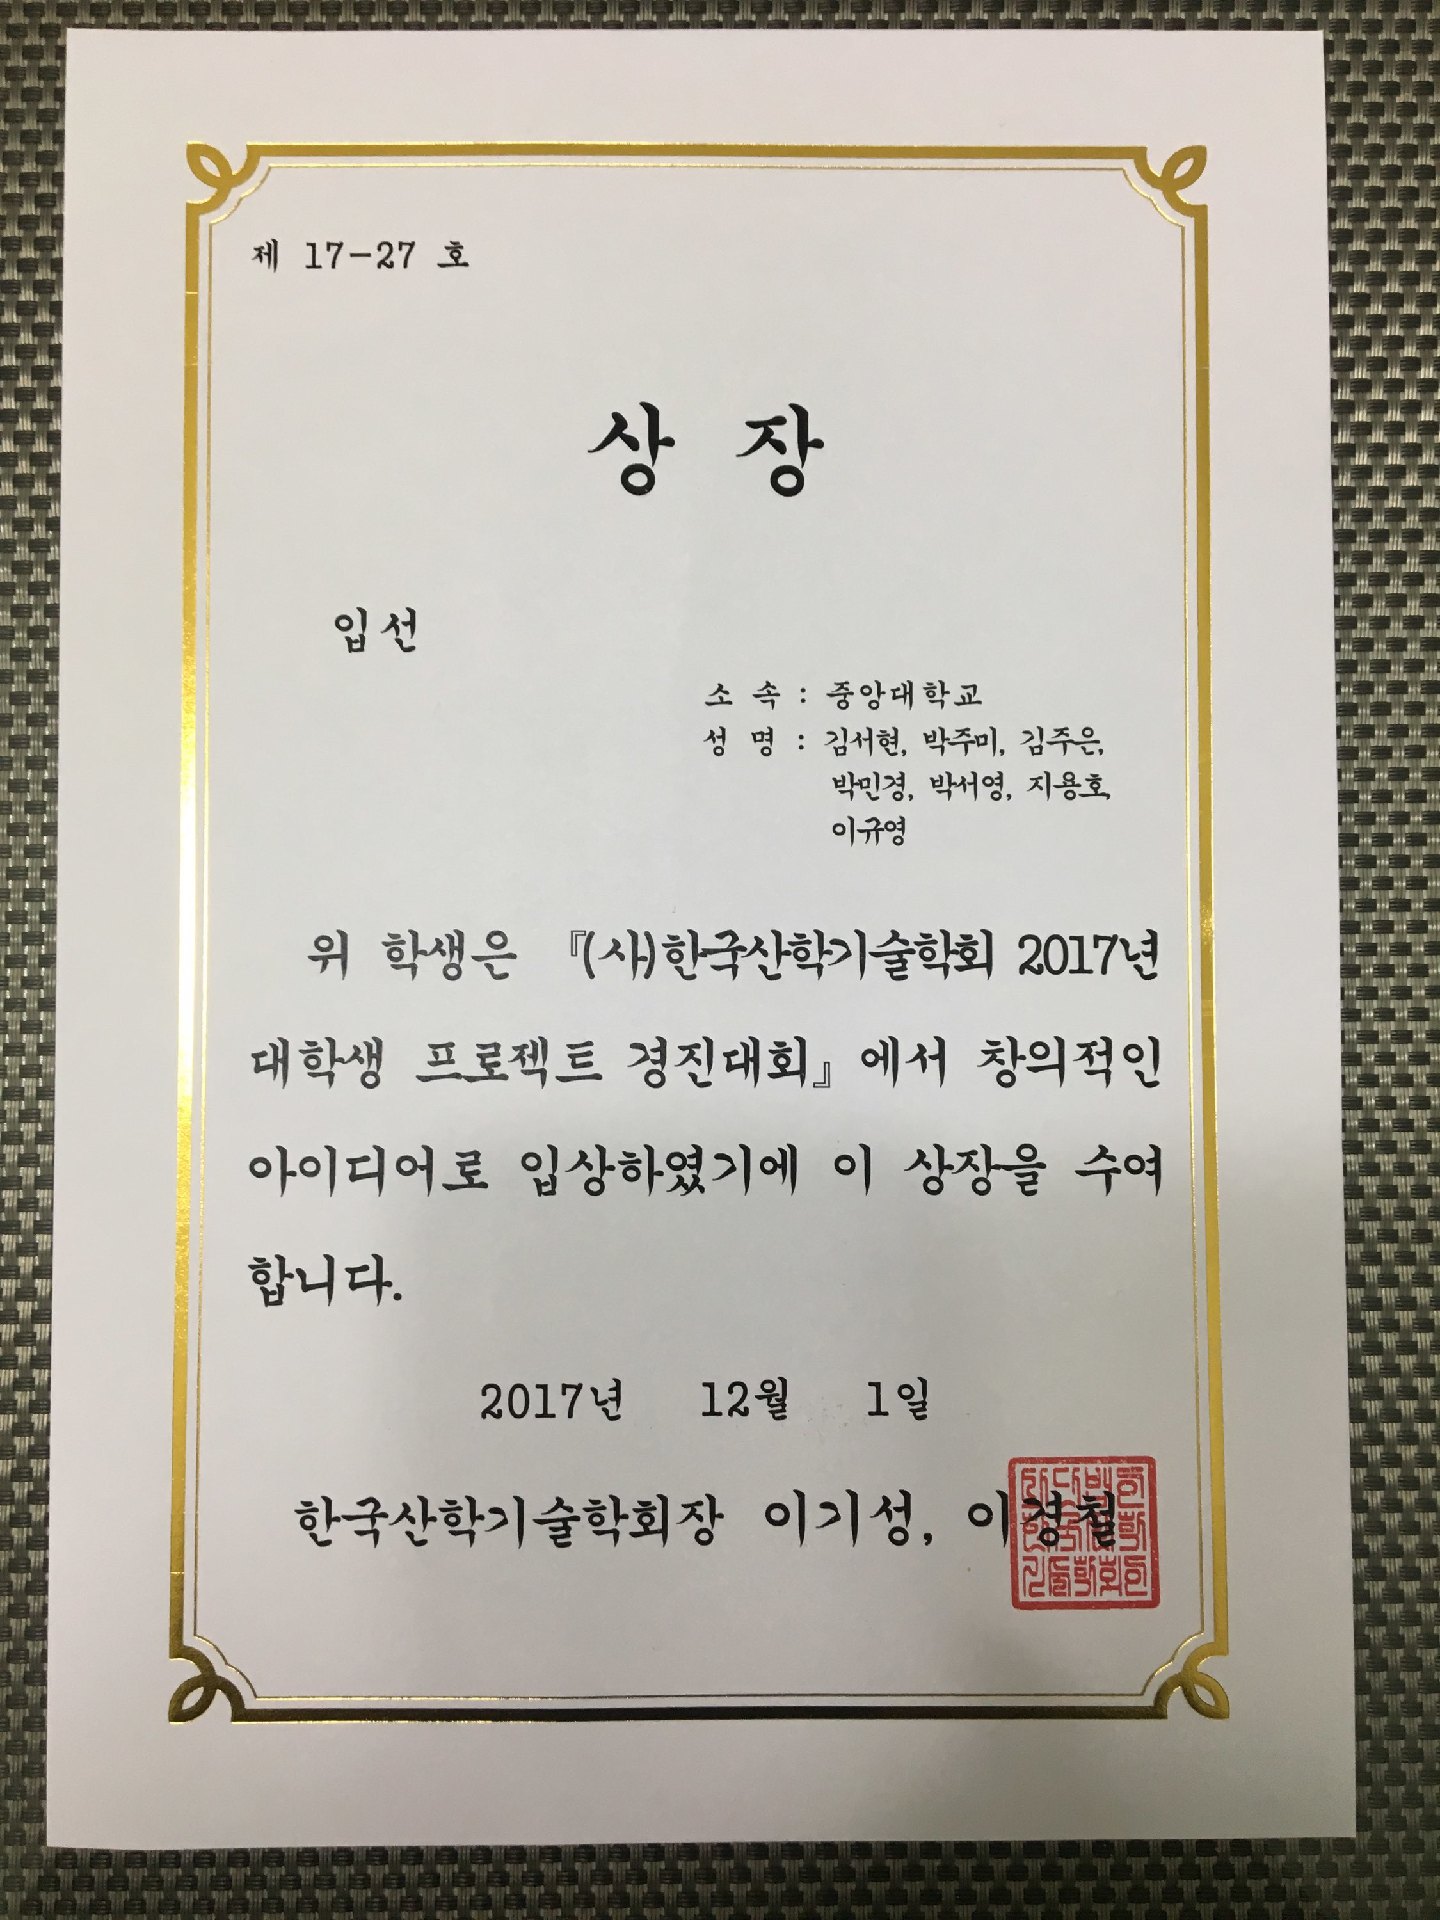 제 17-27 호
상 장
입선
소 속 : 중앙대학교
성 명 : 김서현, 박주미, 김주은,
박민경, 박서영, 지용호,
이규영
위 학생은 『(사)한국산학기술학회 2017년
대학생 프로젝트 경진대회』에서 창의적인
아이디어로 입상하였기에 이 상장을 수여
합니다.
2017년 12월 1일
한국산학기술학회장 이기성, 이경철